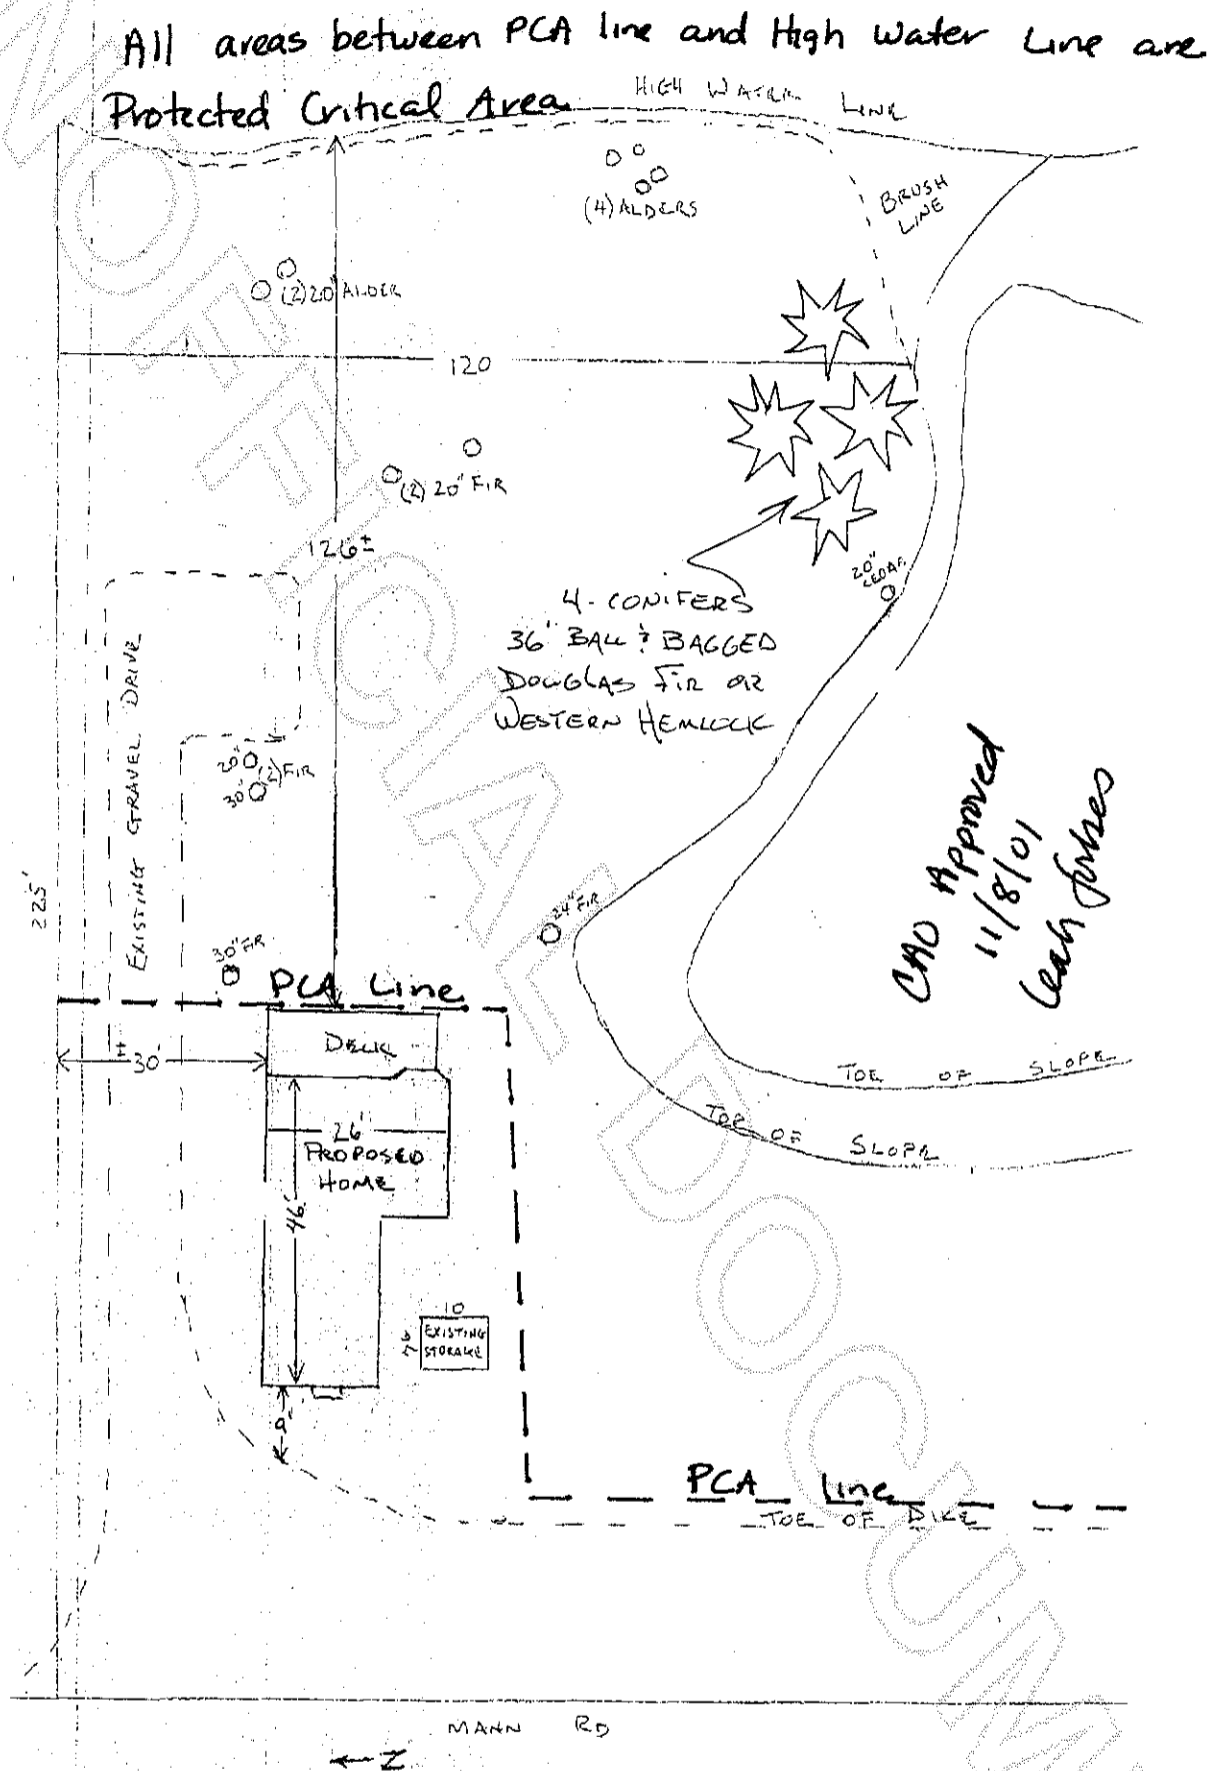 All areas between PCA line and High Water Line are
Protected Critical Area
HIGH WATER LINE
BRUSH
LINE
(4) ALDERS
(2) 20" ALDER
120
(2) 20" FIR
126±
4 - CONIFERS
36" BALL & BAGGED
DOUGLAS FIR OR
WESTERN HEMLOCK
20"
CEDAR
EXISTING GRAVEL DRIVE
20"
(2) FIR
30"
225'
24" FIR
30" FIR
PCA Line
CAO Approved
11/8/01
Leah Forbes
DECK
±30'
TOE OF SLOPE
TOE OF SLOPE
26'
PROPOSED
HOME
46'
10
EXISTING
STORAGE
PCA Line
TOE OF DIKE
MANN RD
N
UNOFFICIAL DOCUM